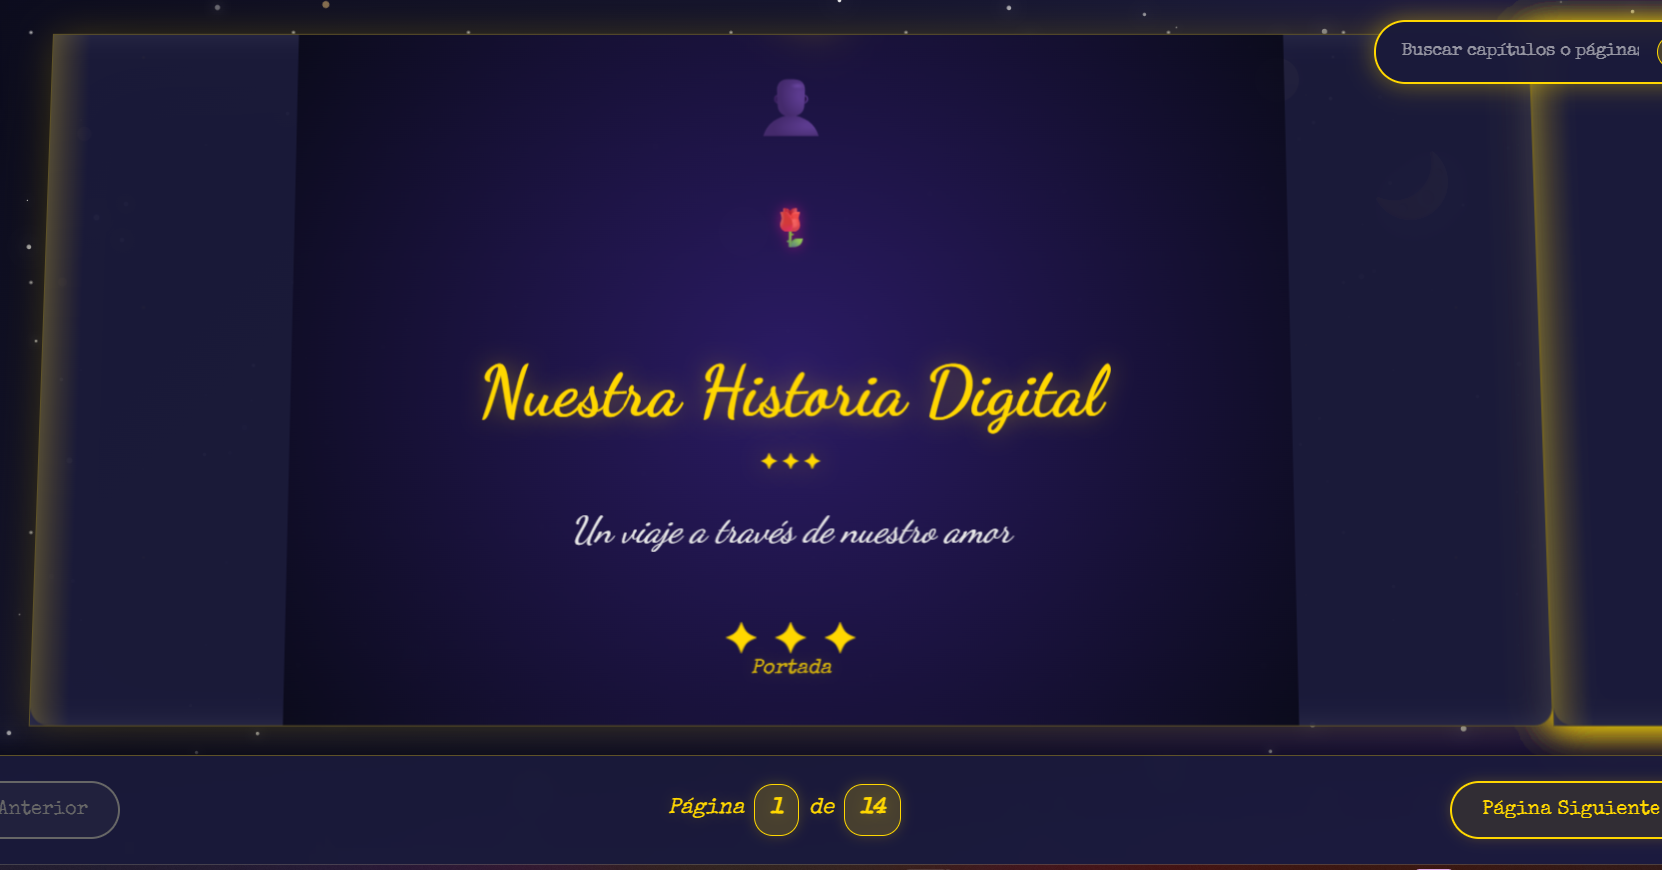 Buscar capítulos o página
Nuestra Historia Digital
Un viaje a través de nuestro amor
Portada
Anterior
Página 1 de 14
Página Siguiente